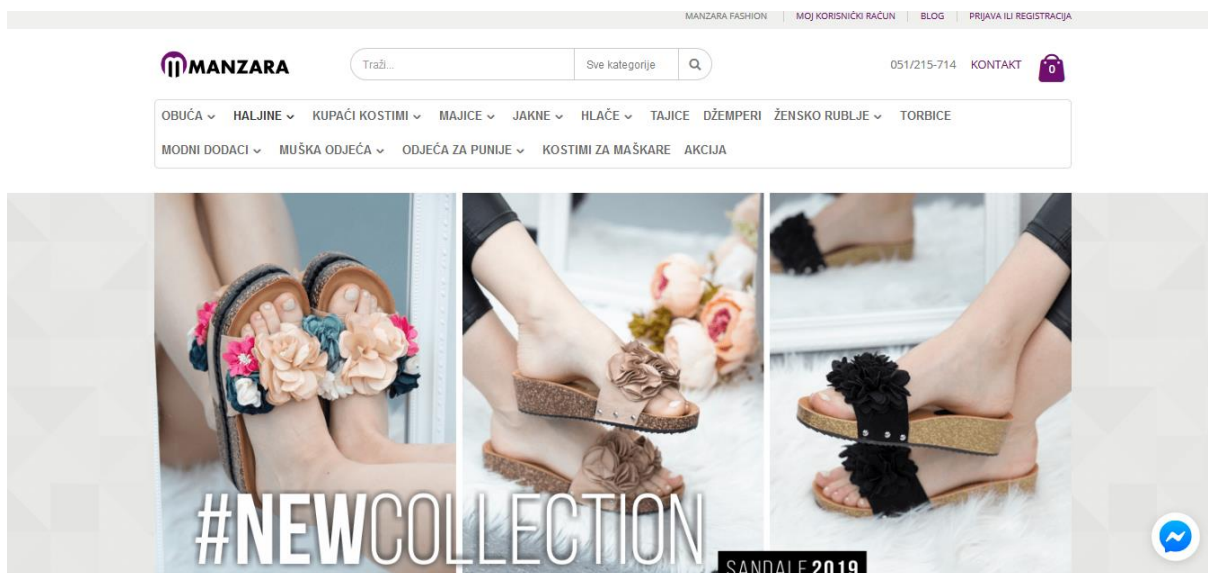 MANZARA FASHION MOJ KORISNIČKI RAČUN BLOG PRIJAVA ILI REGISTRACIJA
MANZARA Traži... Sve kategorije 051/215-714 KONTAKT 0
OBUĆA HALJINE KUPAĆI KOSTIMI MAJICE JAKNE HLAČE TAJICE DŽEMPERI ŽENSKO RUBLJE TORBICE
MODNI DODACI MUŠKA ODJEĆA ODJEĆA ZA PUNIJE KOSTIMI ZA MAŠKARE AKCIJA
#NEWCOLLECTION
SANDALE 2019